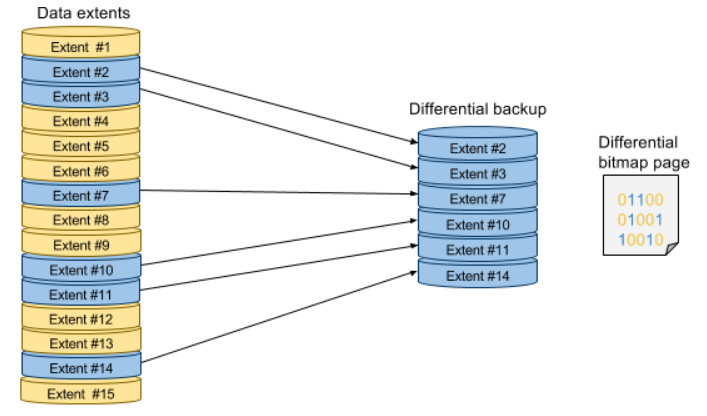 Data extents
Extent #1
Extent #2
Extent #3
Extent #4
Extent #5
Extent #6
Extent #7
Extent #8
Extent #9
Extent #10
Extent #11
Extent #12
Extent #13
Extent #14
Extent #15
Differential backup
Extent #2
Extent #3
Extent #7
Extent #10
Extent #11
Extent #14
Differential
bitmap page
01100
01001
10010